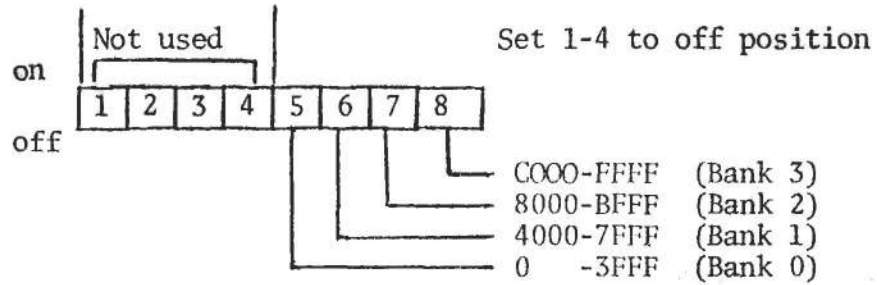 Not used Set 1-4 to off position
on
1 2 3 4 5 6 7 8
off
C000-FFFF (Bank 3)
8000-BFFF (Bank 2)
4000-7FFF (Bank 1)
0 -3FFF (Bank 0)